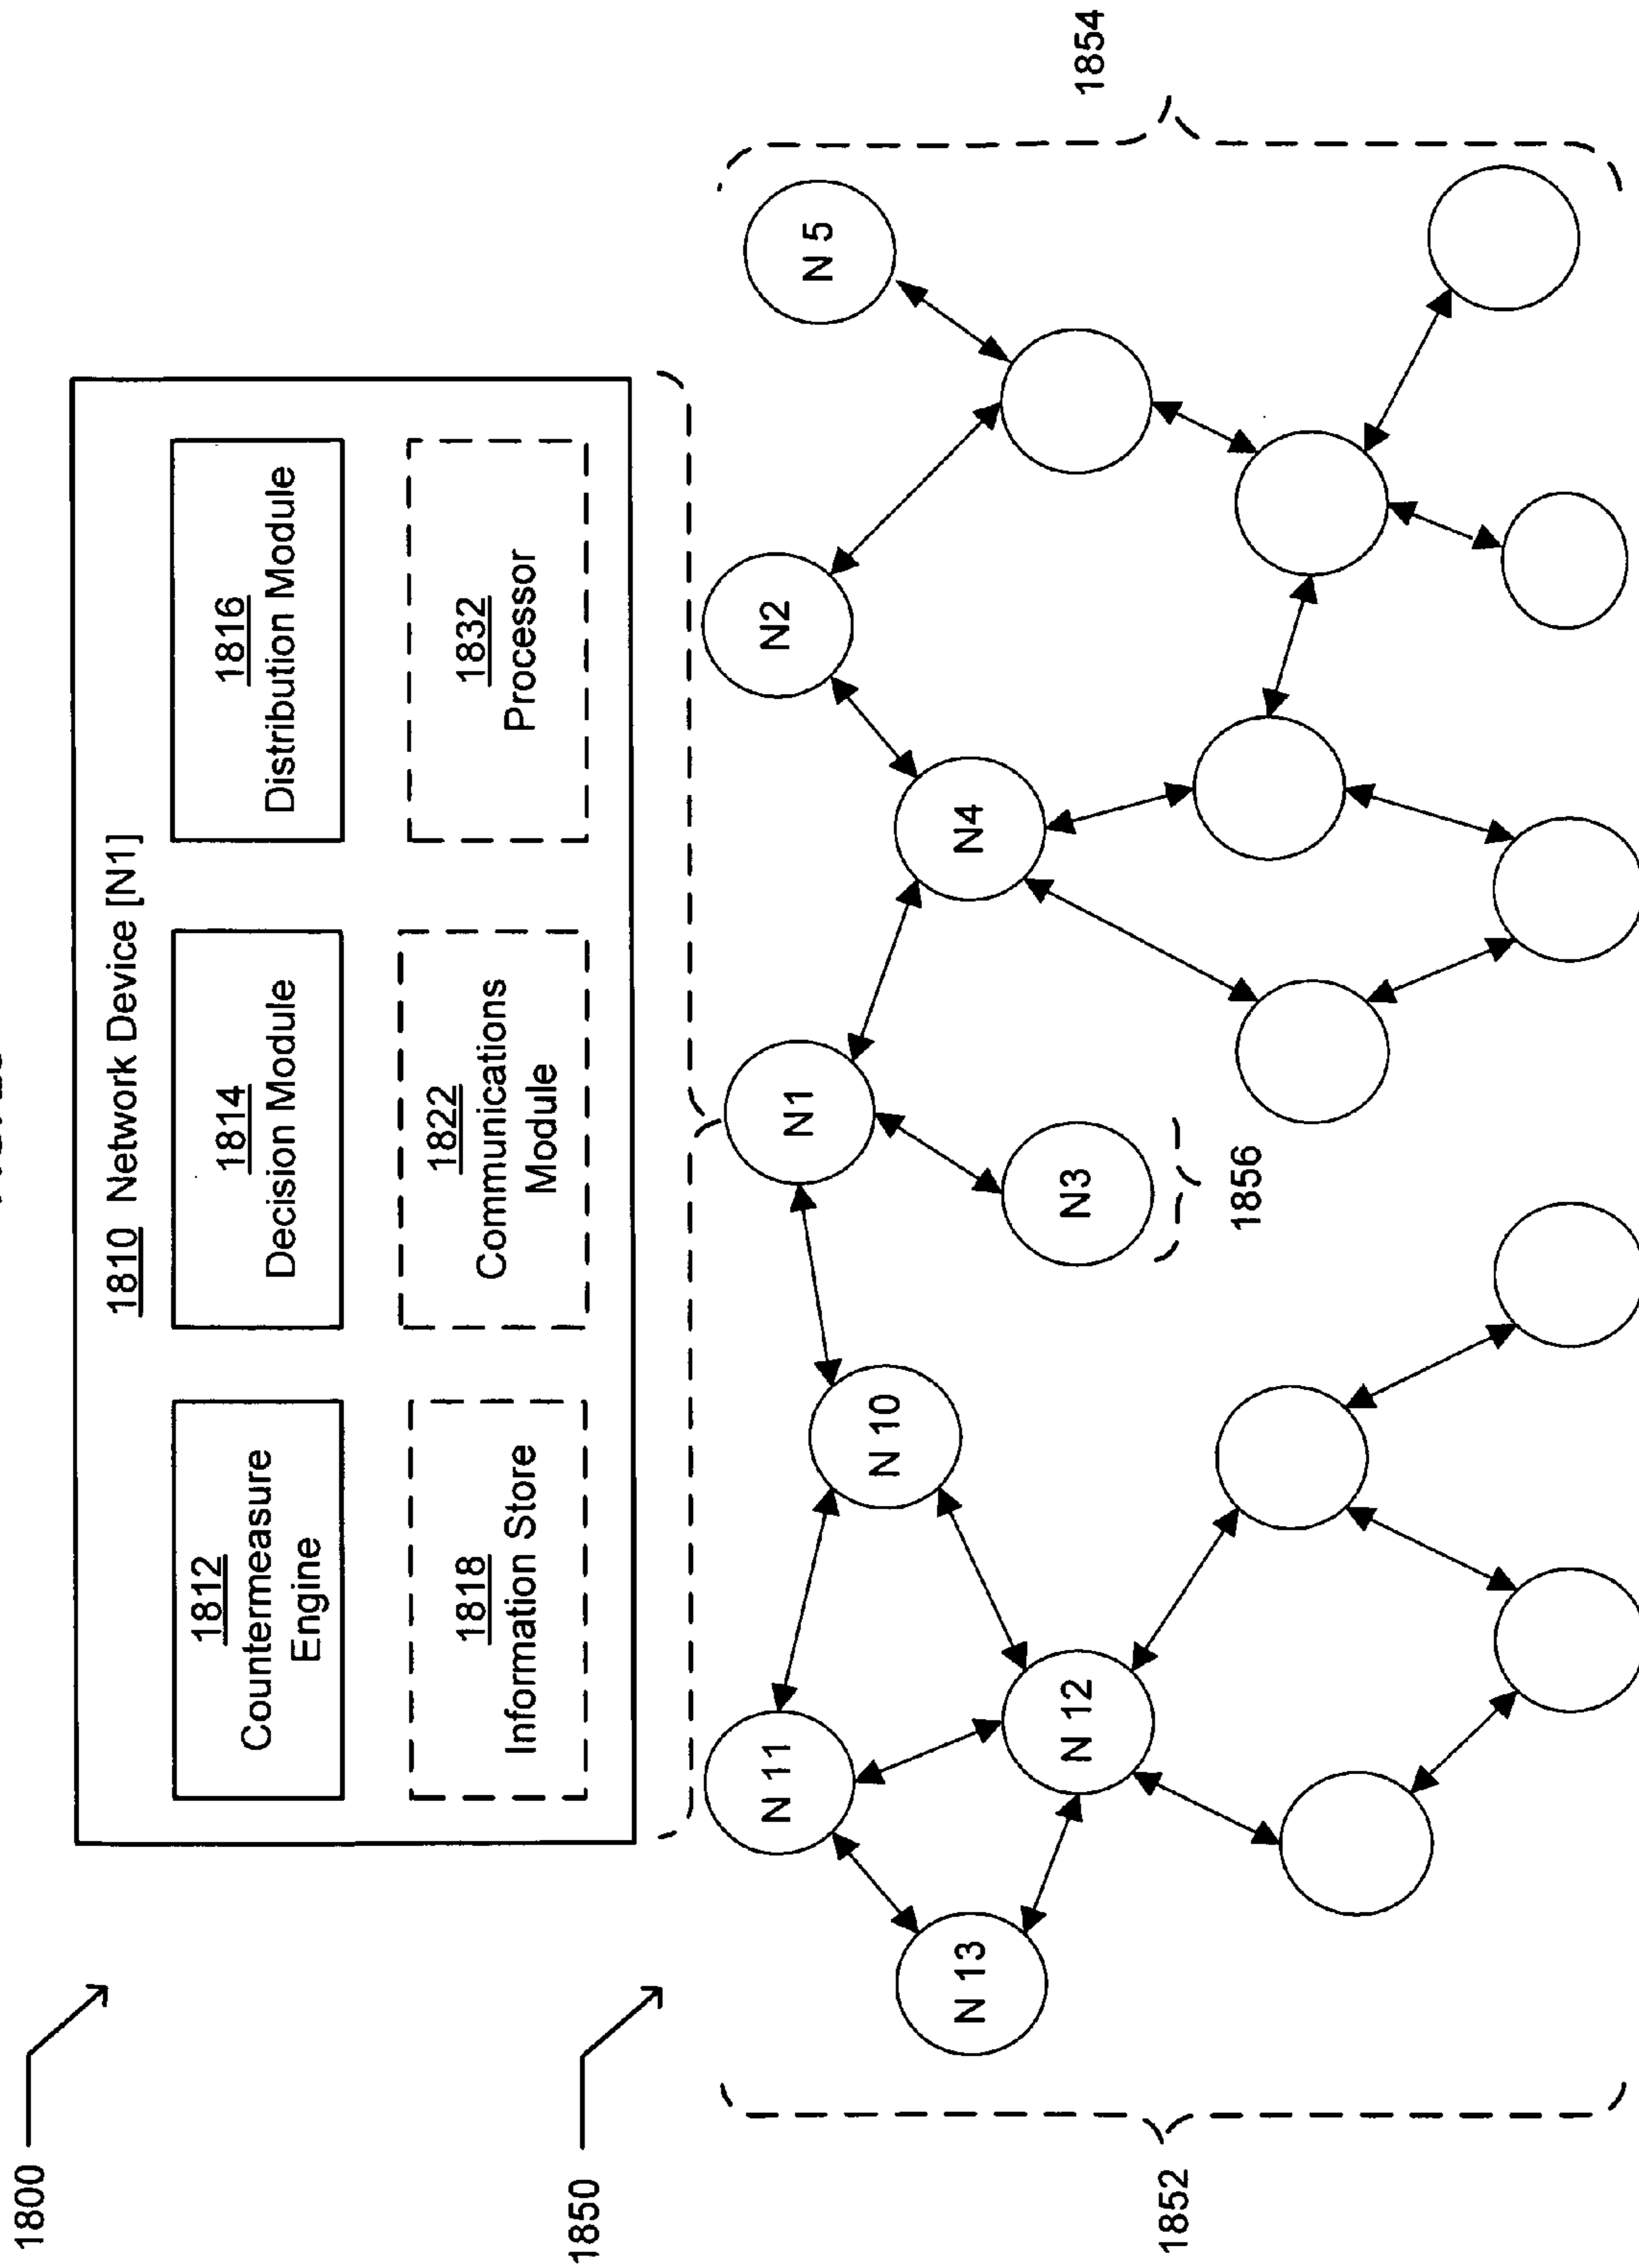 1800
1810 Network Device [N1]
1812
Countermeasure
Engine
1814
Decision Module
1816
Distribution Module
1818
Information Store
1822
Communications
Module
1832
Processor
1850
N 11
N2
N1
N 5
N 10
N 13
N4
N 12
N3
1852
1856
1854